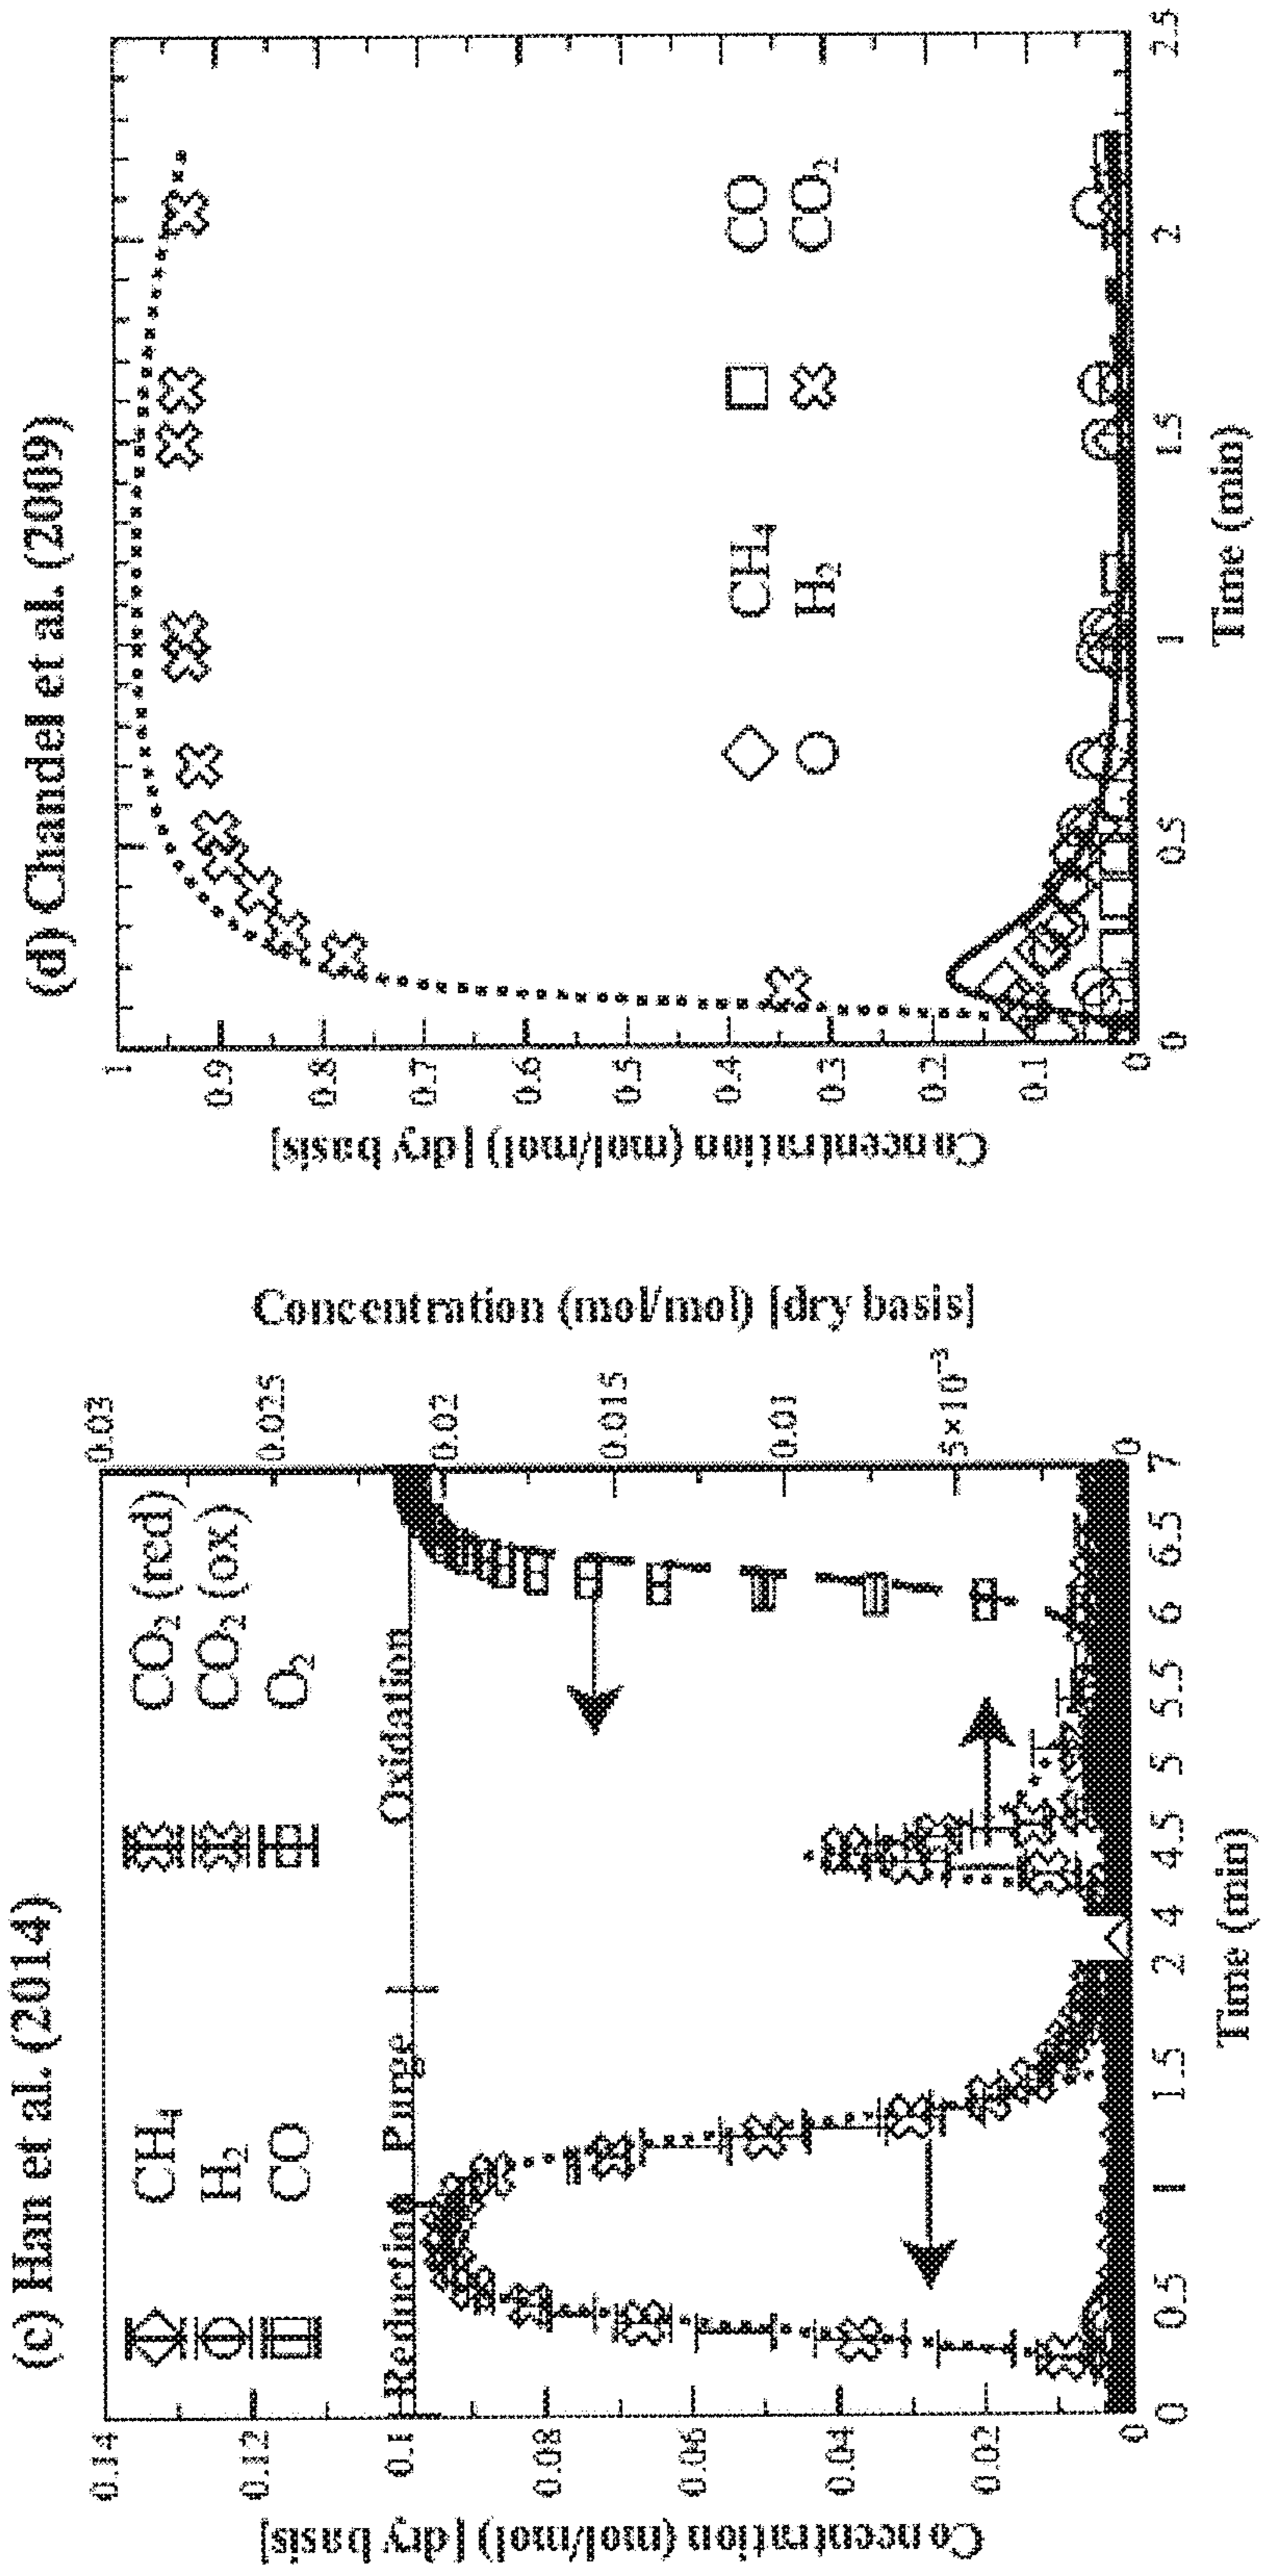 (c) Han et al. (2014)
CH4
H2
CO
CO2 (red)
CO2 (ox)
O2
Reduction
Purge
Oxidation
Concentration (mol/mol) [dry basis]
0.14
0.12
0.1
0.08
0.06
0.04
0.02
0
0.03
0.025
0.02
0.015
0.01
5×10-3
0
Concentration (mol/mol) [dry basis]
0 0.5 1 1.5 2 4 4.5 5 5.5 6 6.5 7
Time (min)
(d) Chandel et al. (2009)
Concentration (mol/mol) [dry basis]
1
0.9
0.8
0.7
0.6
0.5
0.4
0.3
0.2
0.1
0
CH4
CO
H2
CO2
0 0.5 1 1.5 2 2.5
Time (min)